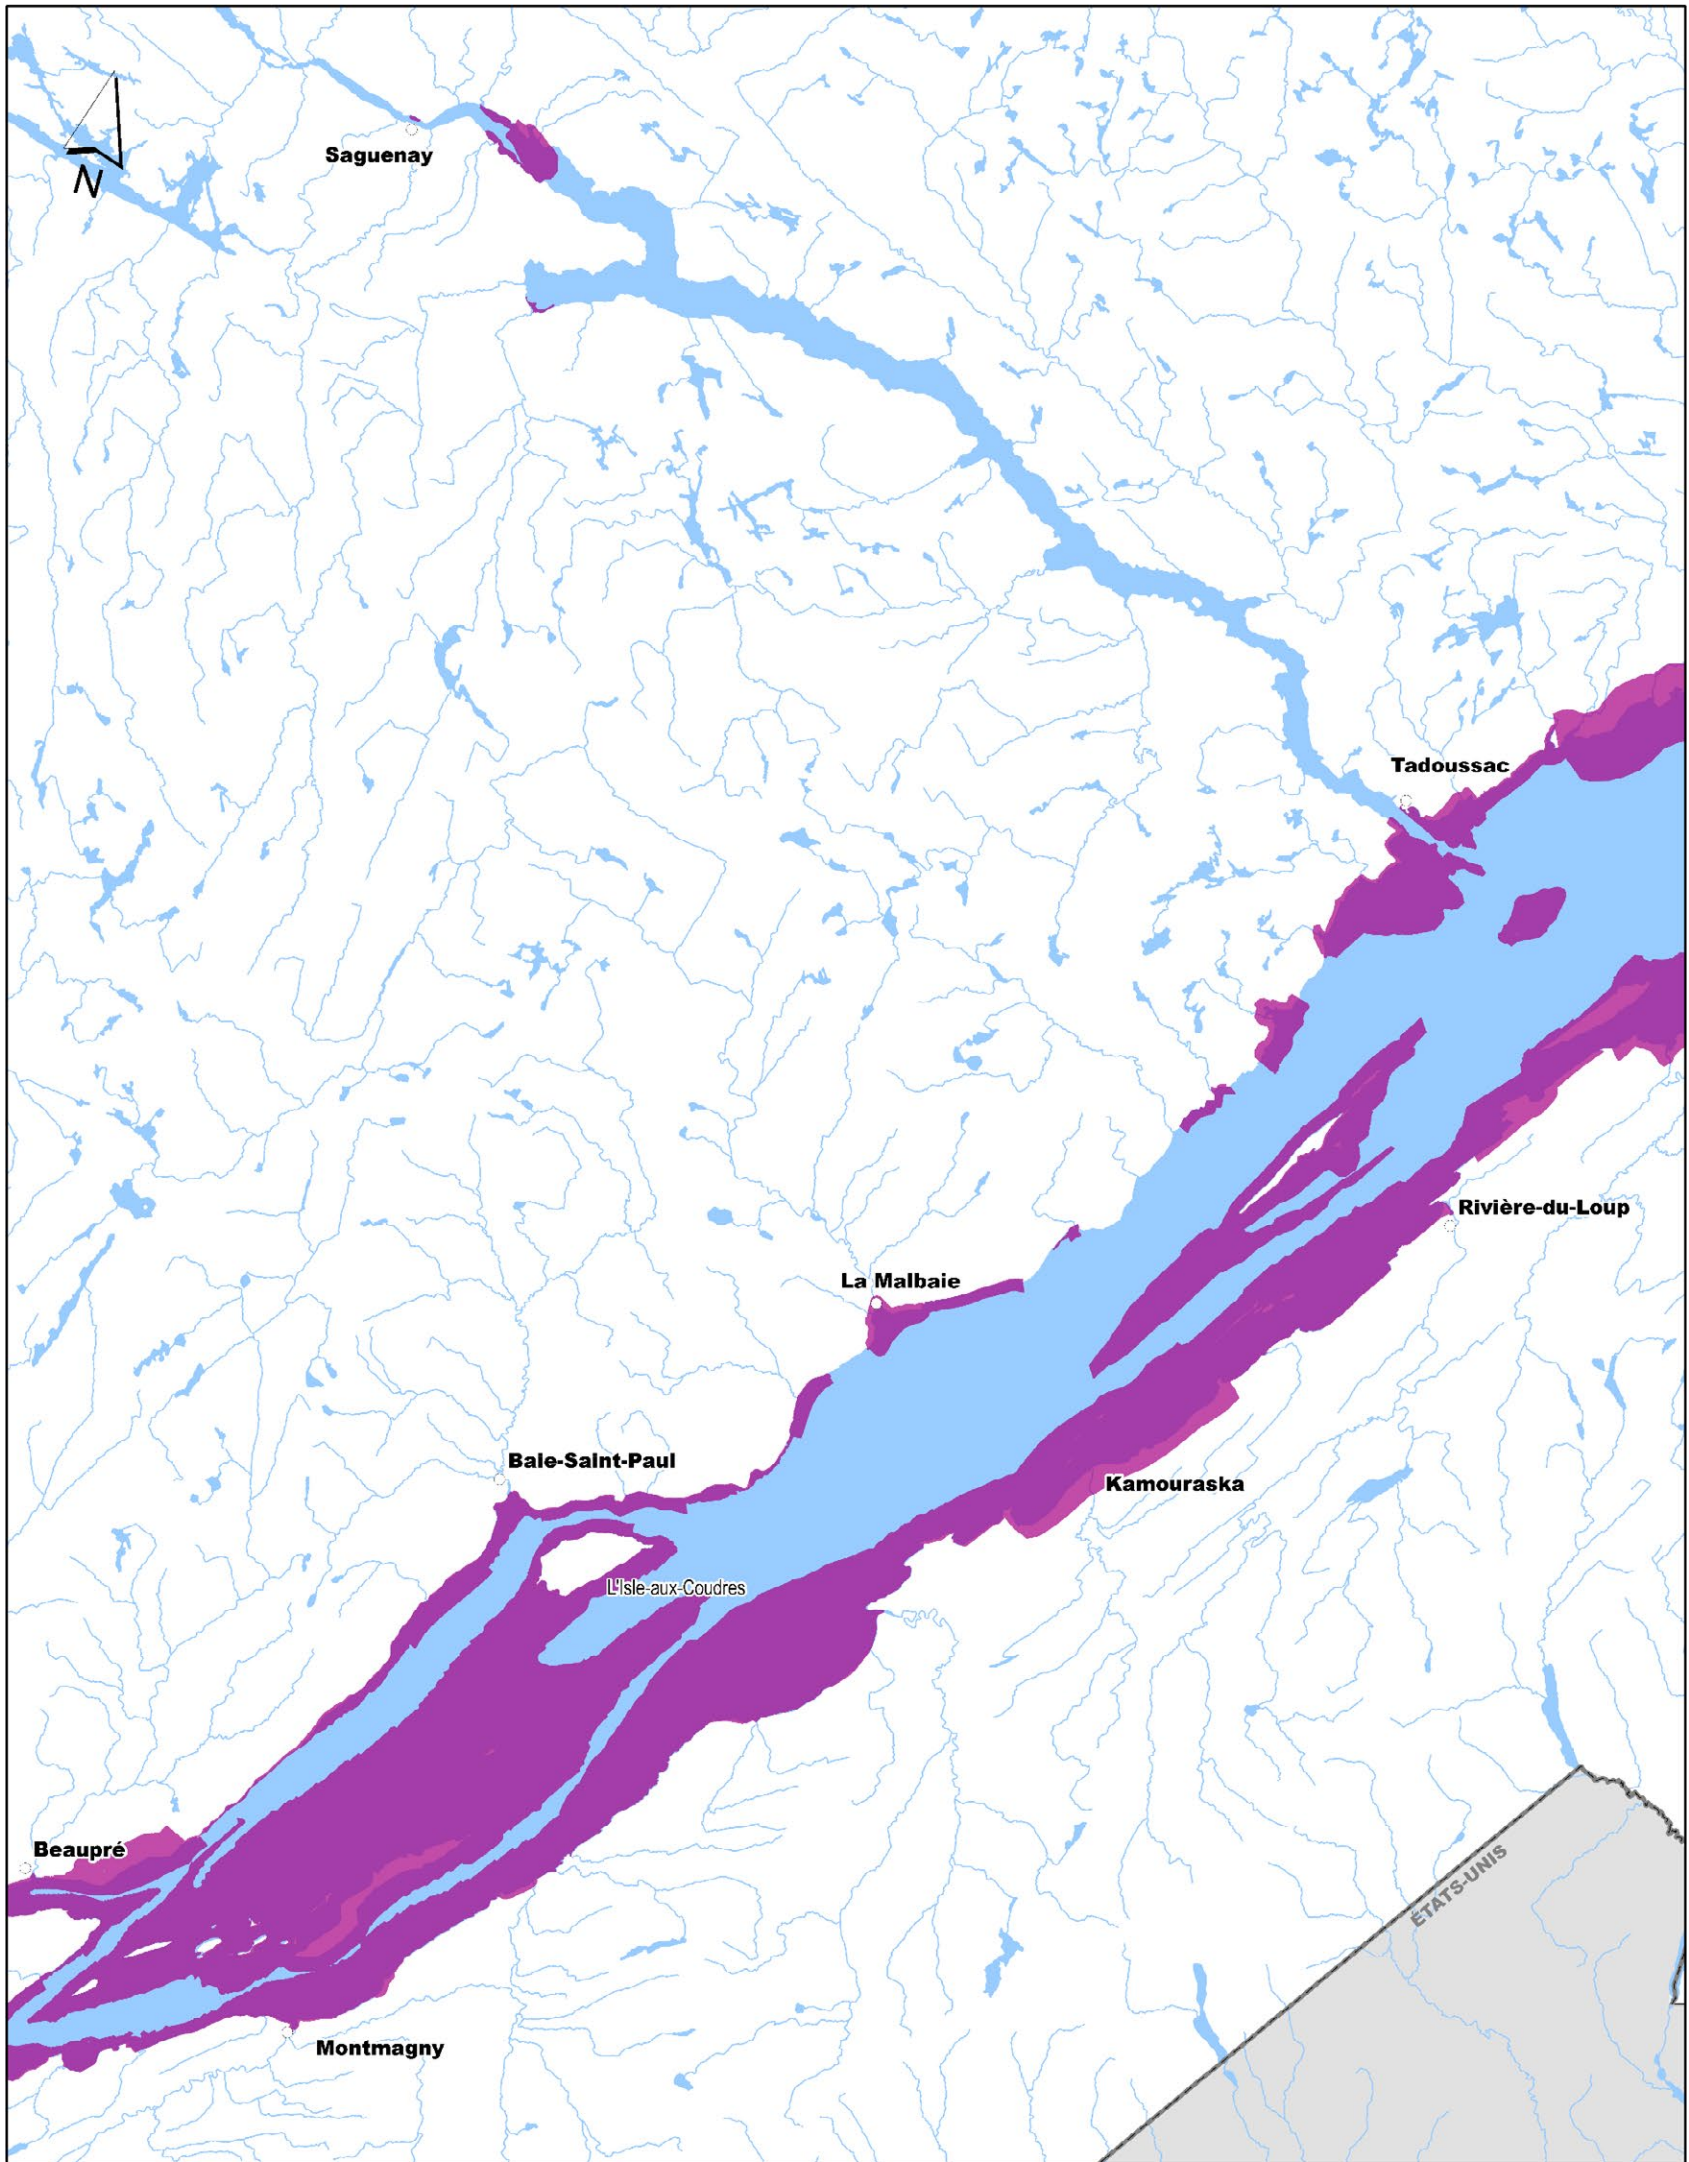 N
Saguenay
Tadoussac
Rivière-du-Loup
La Malbaie
Baie-Saint-Paul
Kamouraska
L'Isle-aux-Coudres
Beaupré
ÉTATS-UNIS
Montmagny